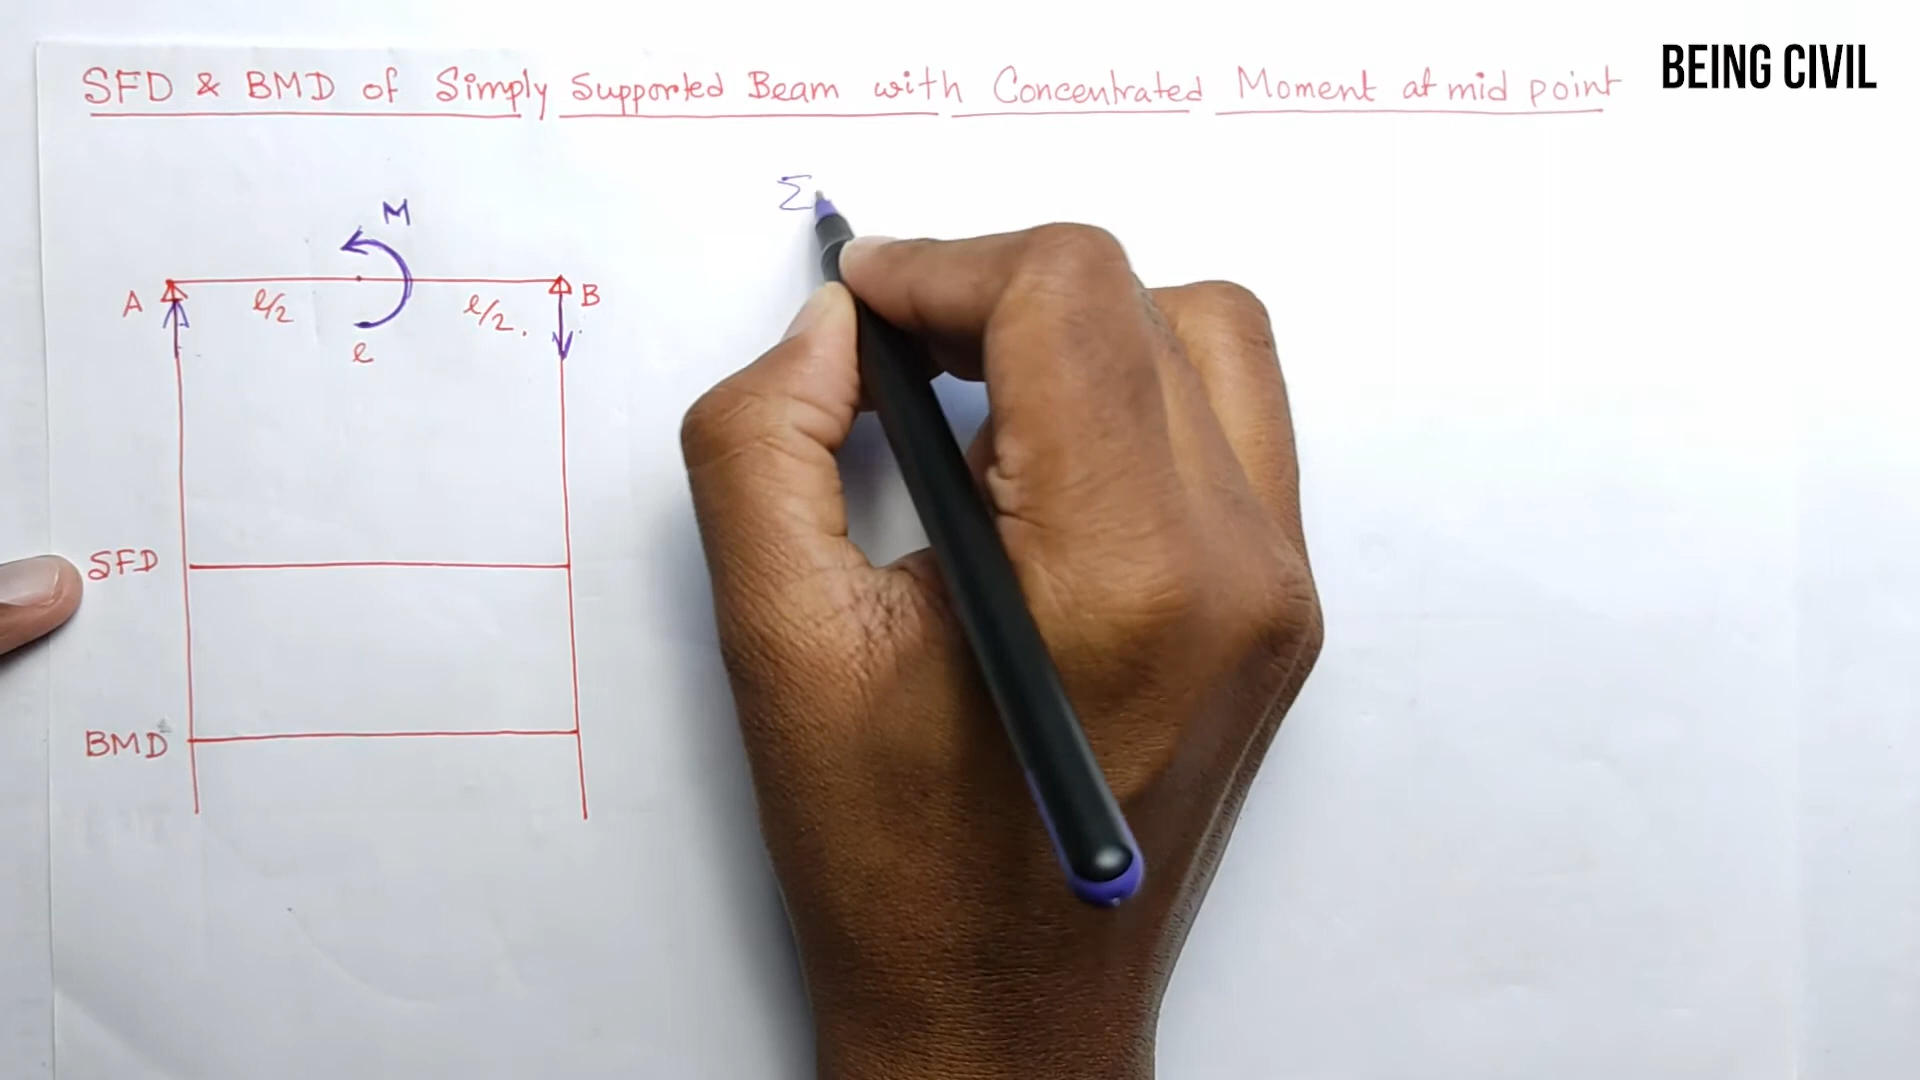 BEING CIVIL
SFD & BMD of Simply Supported Beam with Concentrated Moment at mid point
Σ
M
A l/2 l/2. B
l
SFD
BMD